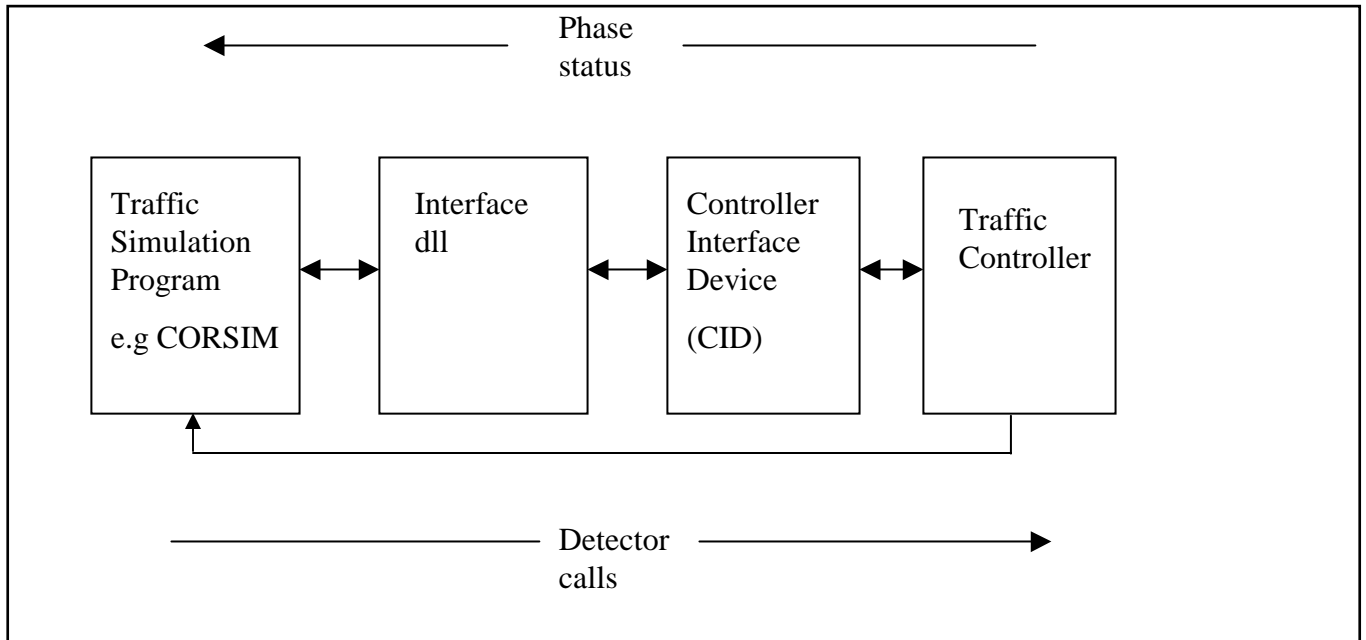 Phase
status
Traffic
Simulation
Program
e.g CORSIM
Interface
dll
Controller
Interface
Device
(CID)
Traffic
Controller
Detector
calls